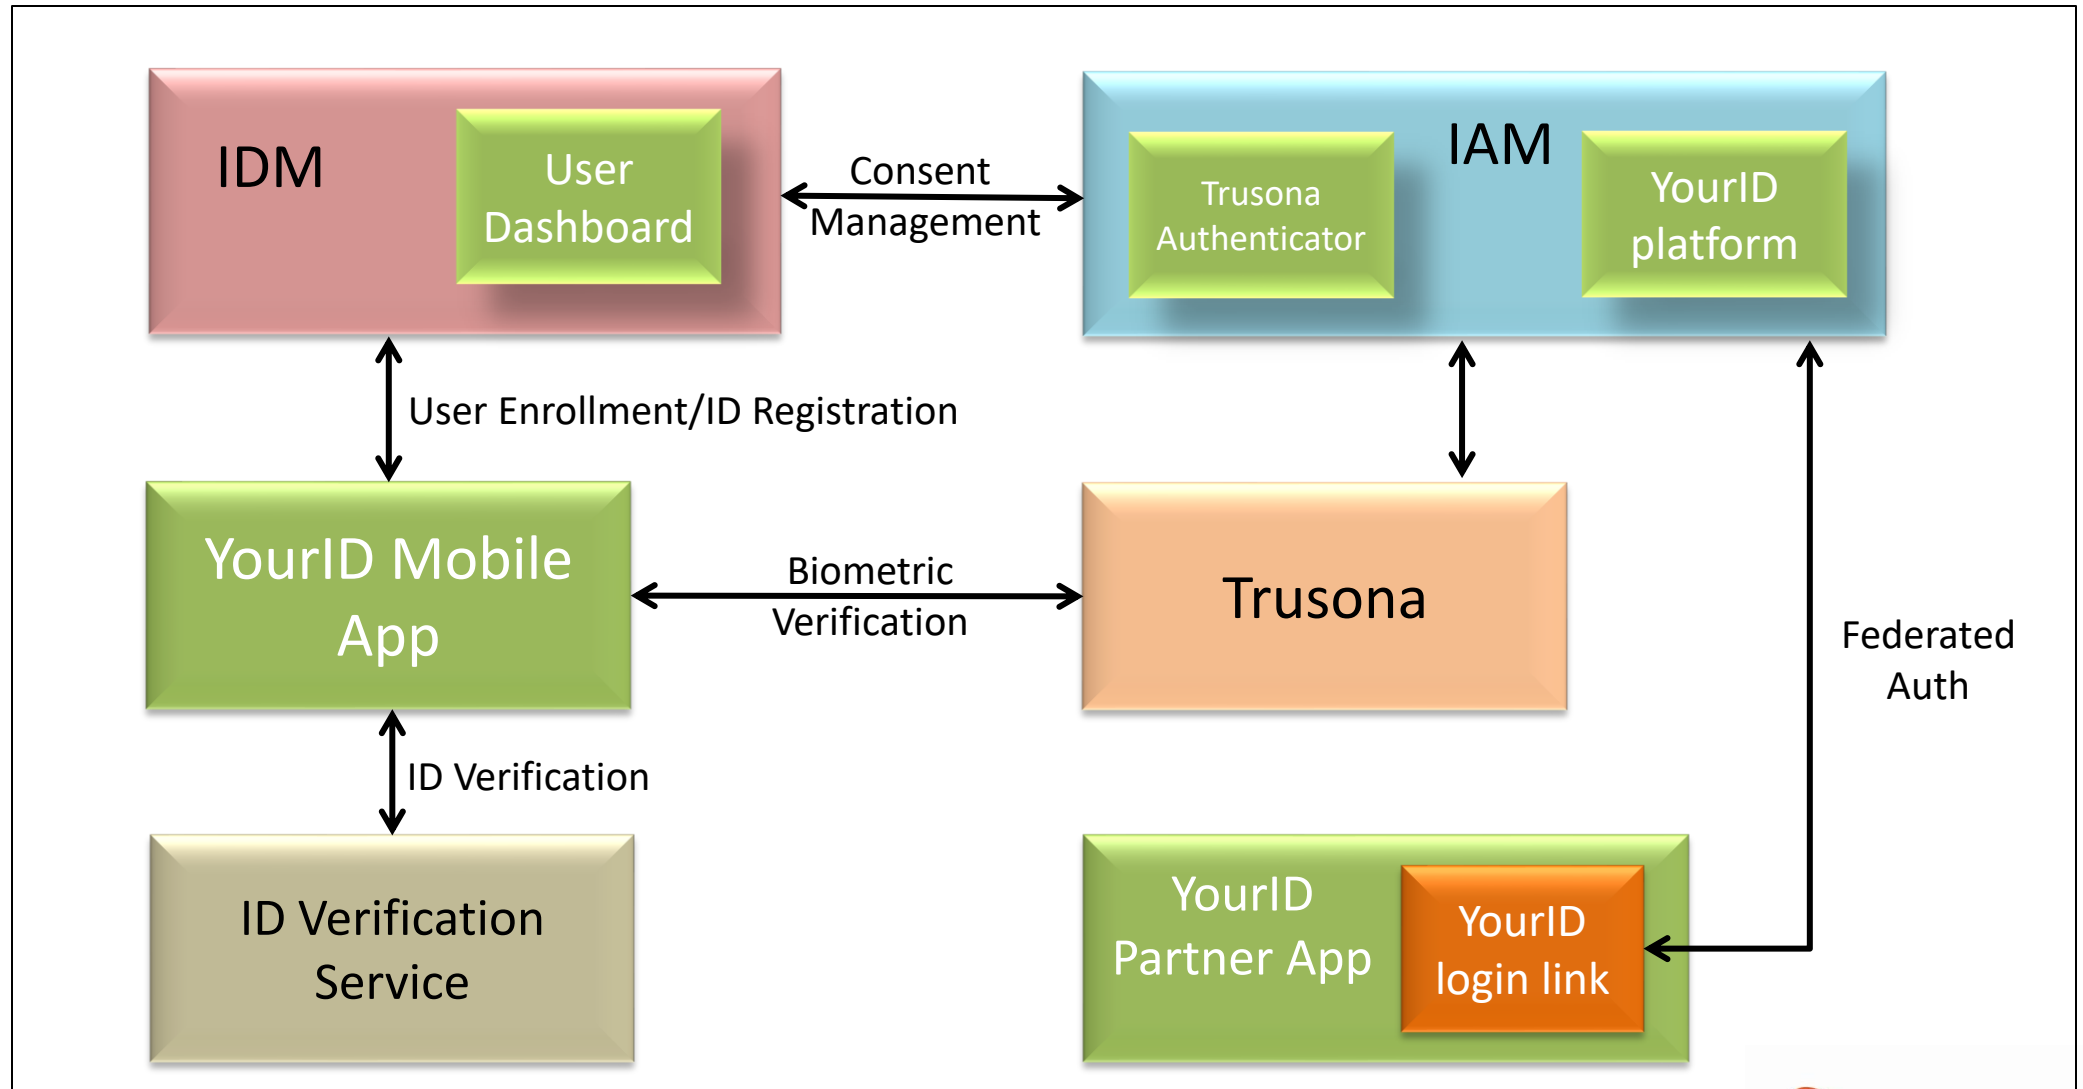 IDM
User
Dashboard
Consent
Management
IAM
Trusona
Authenticator
YourID
platform
User Enrollment/ID Registration
YourID Mobile
App
Biometric
Verification
Trusona
Federated
Auth
ID Verification
ID Verification
Service
YourID
Partner App
YourID
login link